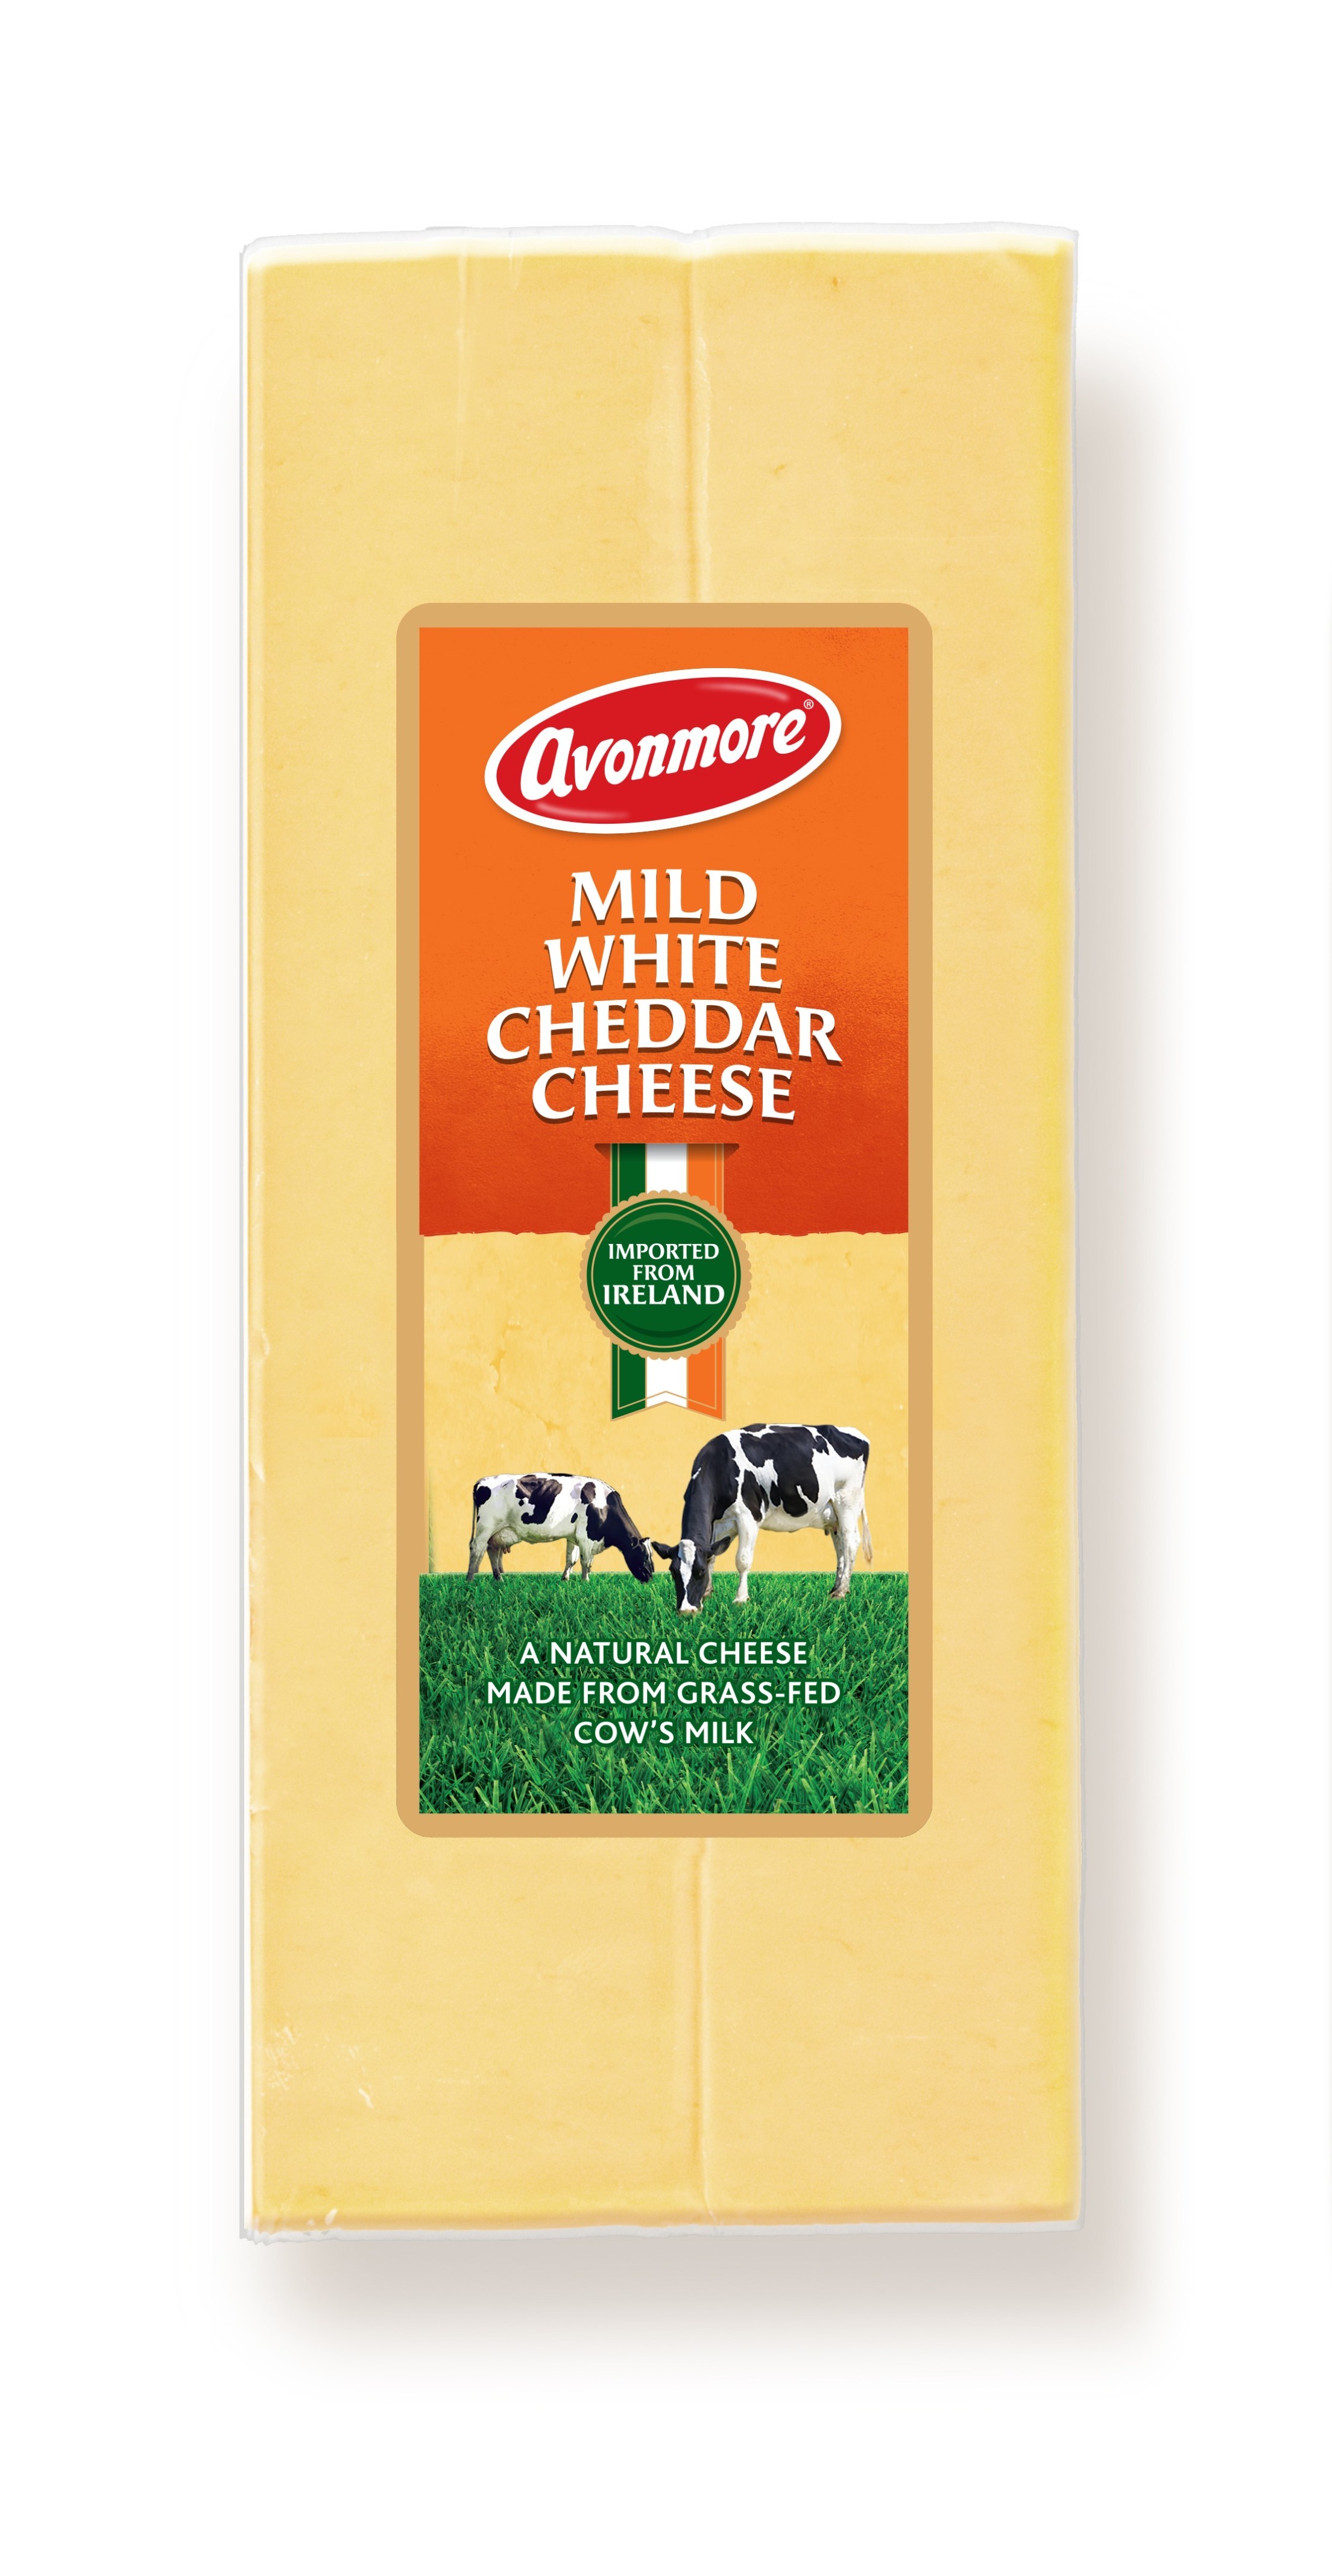 avonmore®
MILD
WHITE
CHEDDAR
CHEESE
IMPORTED
FROM
IRELAND
A NATURAL CHEESE
MADE FROM GRASS-FED
COW'S MILK